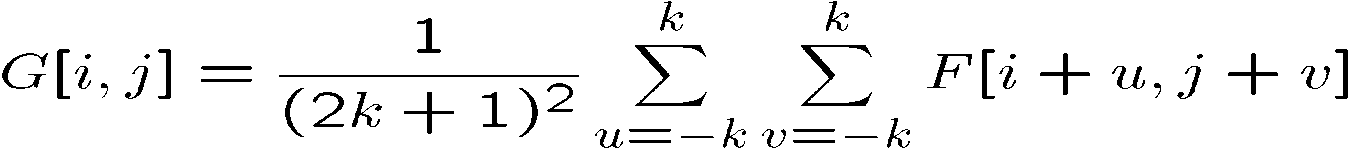 G[i, j] = \frac{1}{(2k + 1)^2} \sum_{u=-k}^{k} \sum_{v=-k}^{k} F[i + u, j + v]